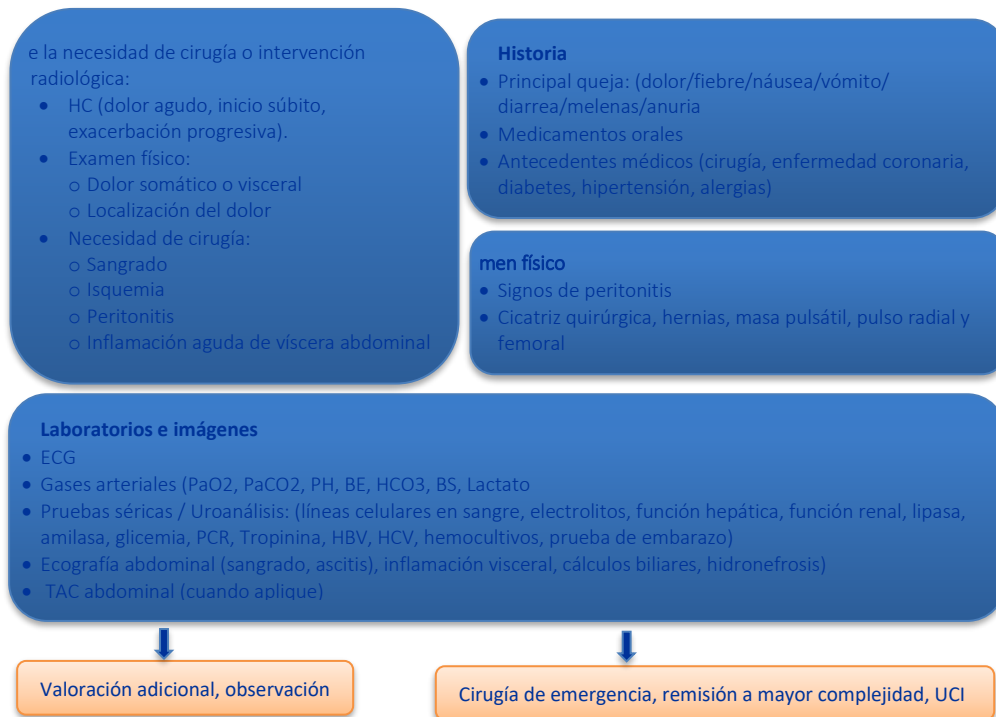 e la necesidad de cirugía o intervención
radiológica:
• HC (dolor agudo, inicio súbito,
exacerbación progresiva).
• Examen físico:
o Dolor somático o visceral
o Localización del dolor
• Necesidad de cirugía:
o Sangrado
o Isquemia
o Peritonitis
o Inflamación aguda de víscera abdominal
Historia
• Principal queja: (dolor/fiebre/náusea/vómito/
diarrea/melenas/anuria
• Medicamentos orales
• Antecedentes médicos (cirugía, enfermedad coronaria,
diabetes, hipertensión, alergias)
men físico
• Signos de peritonitis
• Cicatriz quirúrgica, hernias, masa pulsátil, pulso radial y
femoral
Laboratorios e imágenes
• ECG
• Gases arteriales (PaO2, PaCO2, PH, BE, HCO3, BS, Lactato
• Pruebas séricas / Uroanálisis: (líneas celulares en sangre, electrolitos, función hepática, función renal, lipasa,
amilasa, glicemia, PCR, Tropinina, HBV, HCV, hemocultivos, prueba de embarazo)
• Ecografía abdominal (sangrado, ascitis), inflamación visceral, cálculos biliares, hidronefrosis)
• TAC abdominal (cuando aplique)
Valoración adicional, observación
Cirugía de emergencia, remisión a mayor complejidad, UCI